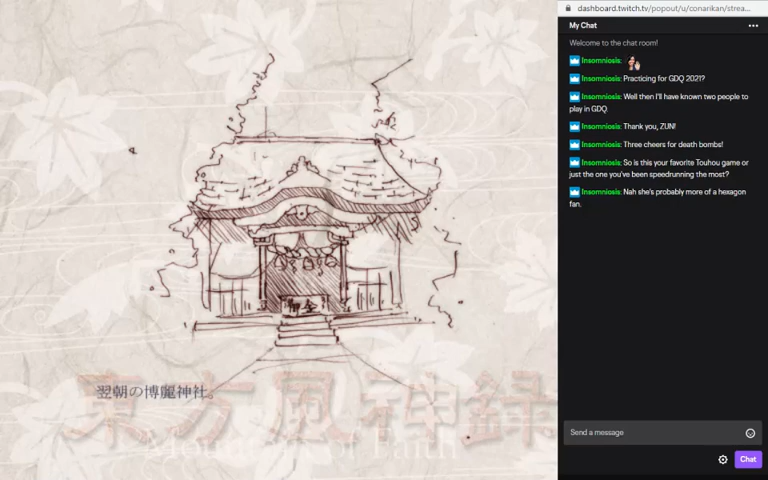 翌朝の博麗神社。
東方風神録
Mountain of Faith
dashboard.twitch.tv/popout/u/conarikan/strea...
My Chat
Welcome to the chat room!
Insomniosis:
Insomniosis: Practicing for GDQ 2021?
Insomniosis: Well then I'll have known two people to
play in GDQ.
Insomniosis: Thank you, ZUN!
Insomniosis: Three cheers for death bombs!
Insomniosis: So is this your favorite Touhou game or
just the one you've been speedrunning the most?
Insomniosis: Nah she's probably more of a hexagon
fan.
Send a message
Chat